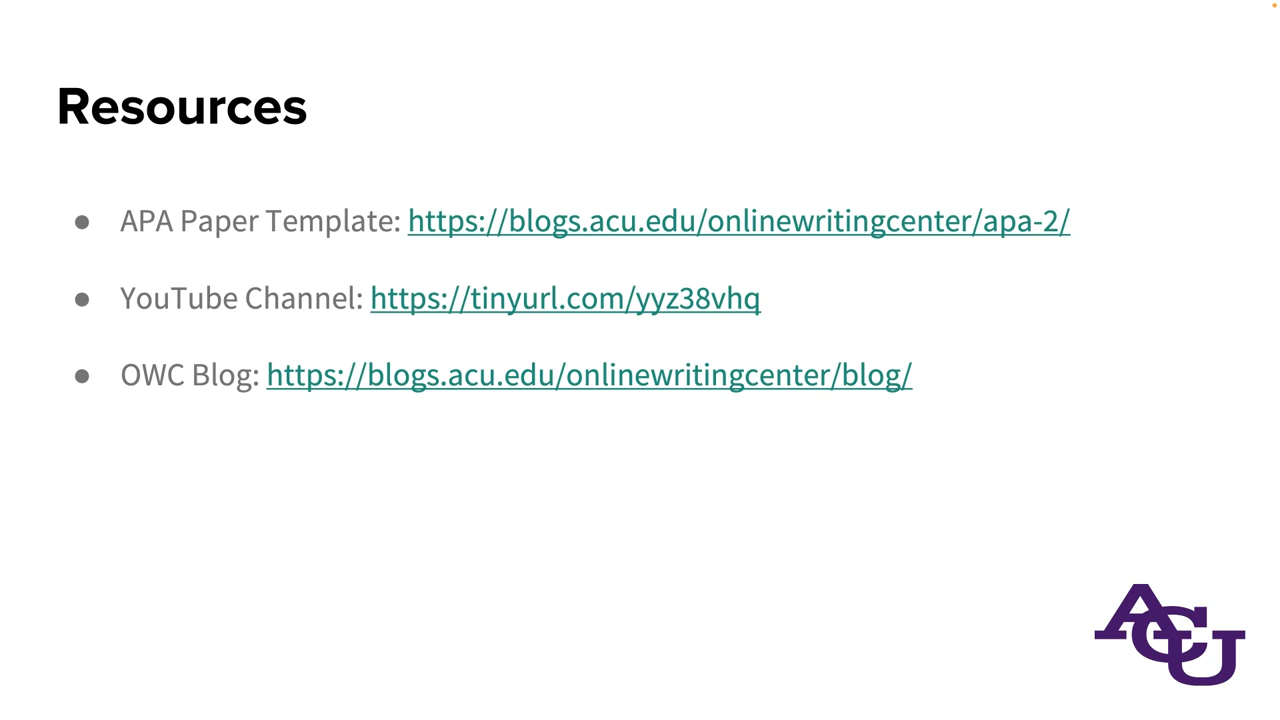 Resources
● APA Paper Template: https://blogs.acu.edu/onlinewritingcenter/apa-2/
● YouTube Channel: https://tinyurl.com/yyz38vhq
● OWC Blog: https://blogs.acu.edu/onlinewritingcenter/blog/
ACU